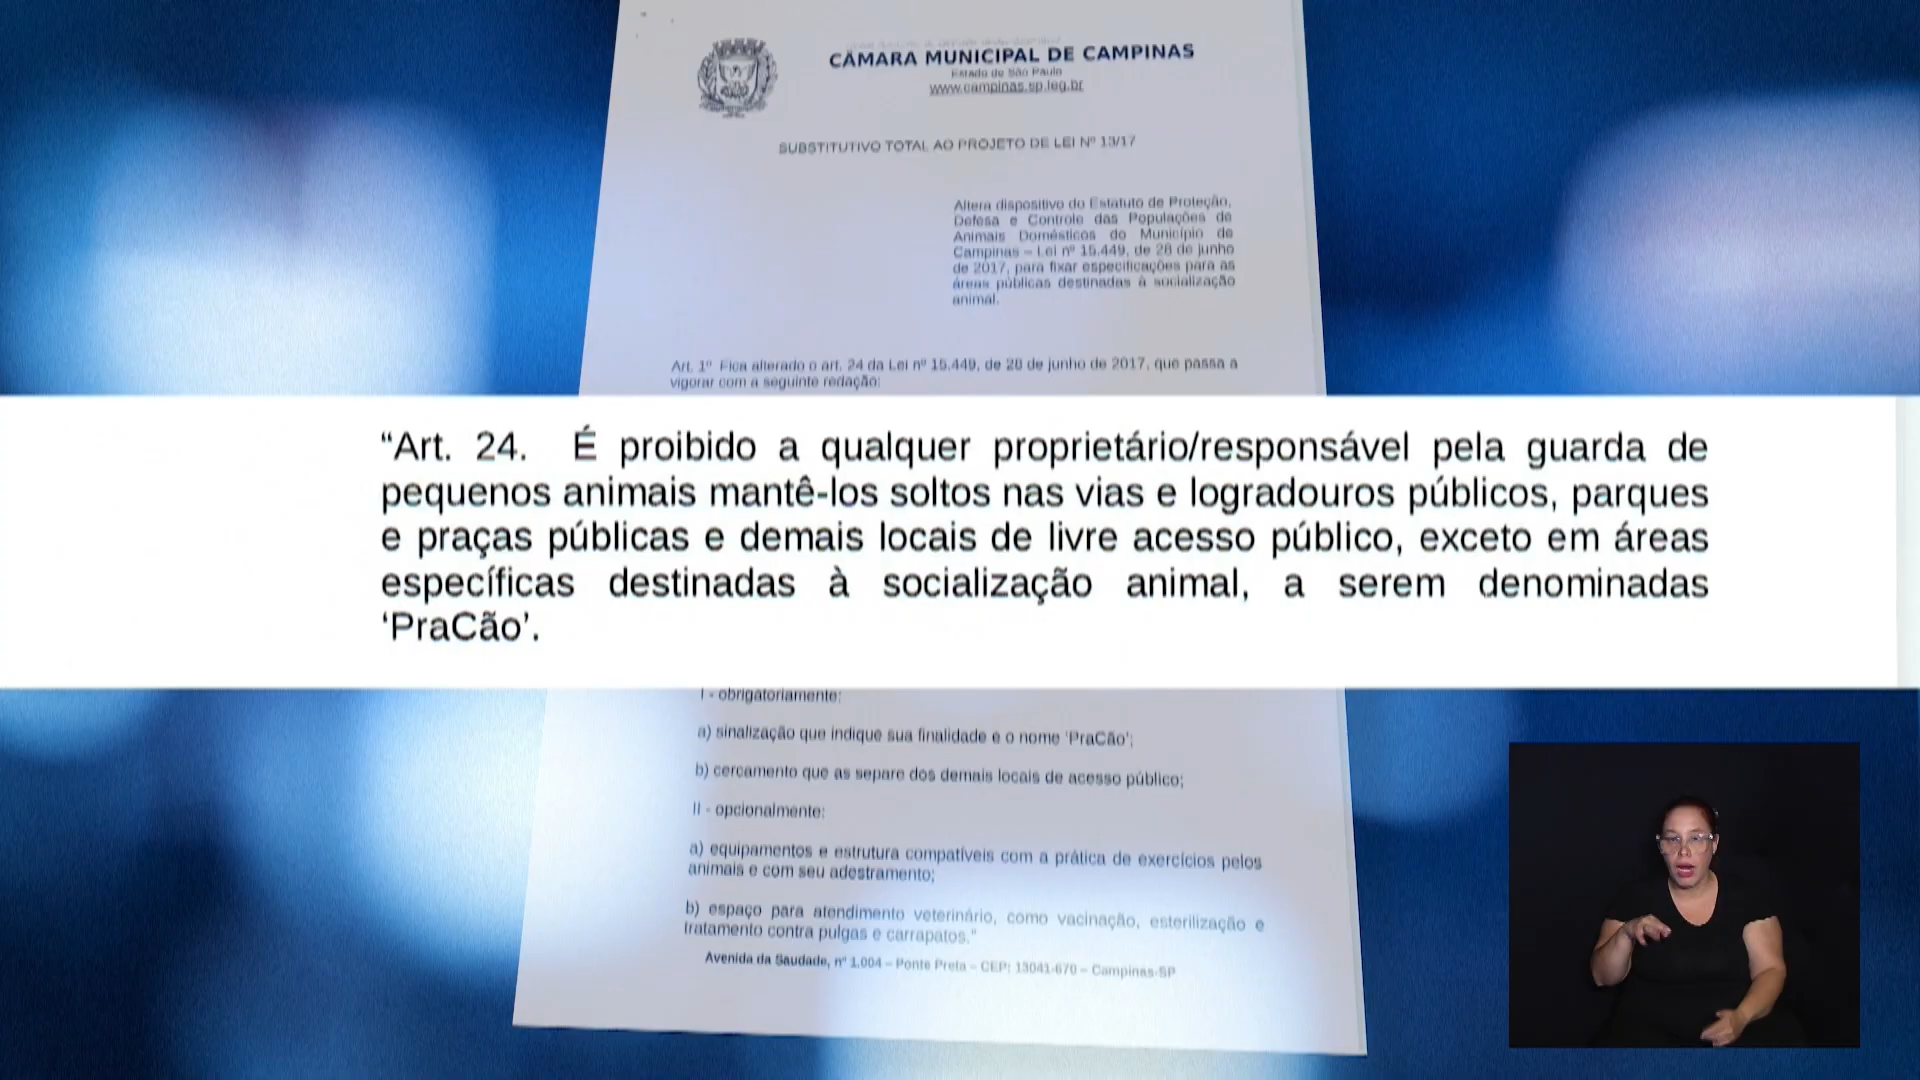 CÂMARA MUNICIPAL DE CAMPINAS
Estado de São Paulo
www.campinas.sp.leg.br
SUBSTITUTIVO TOTAL AO PROJETO DE LEI Nº 13/17
Altera dispositivo do Estatuto de Proteção,
Defesa e Controle das Populações de
Animais Domésticos do Município de
Campinas – Lei nº 15.449, de 28 de junho
de 2017, para fixar especificações para as
áreas públicas destinadas à socialização
animal.
Art. 1º Fica alterado o art. 24 da Lei nº 15.449, de 28 de junho de 2017, que passa a
vigorar com a seguinte redação:
“Art. 24. É proibido a qualquer proprietário/responsável pela guarda de
pequenos animais mantê-los soltos nas vias e logradouros públicos, parques
e praças públicas e demais locais de livre acesso público, exceto em áreas
específicas destinadas à socialização animal, a serem denominadas
‘PraCão’.
I - obrigatoriamente:
a) sinalização que indique sua finalidade e o nome 'PraCão';
b) cercamento que as separe dos demais locais de acesso público;
II - opcionalmente:
a) equipamentos e estrutura compatíveis com a prática de exercícios pelos
animais e com seu adestramento;
b) espaço para atendimento veterinário, como vacinação, esterilização e
tratamento contra pulgas e carrapatos."
Avenida da Saudade, nº 1.004 – Ponte Preta – CEP: 13041-670 – Campinas-SP